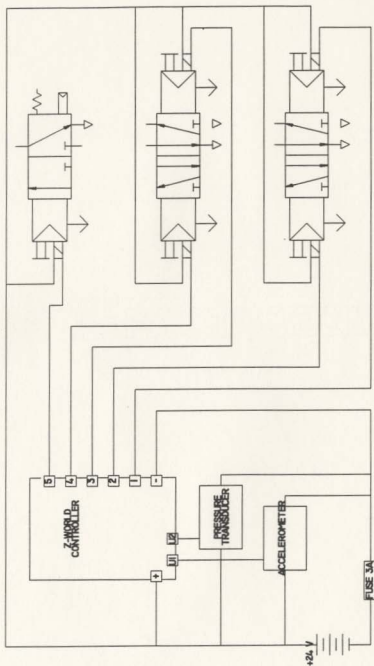 5
4
3
2
1
-
Z-WORLD
CONTROLLER
+
U1
U2
PRESSURE
TRANSDUCER
ACCELEROMETER
+24 V
FUSE 3A